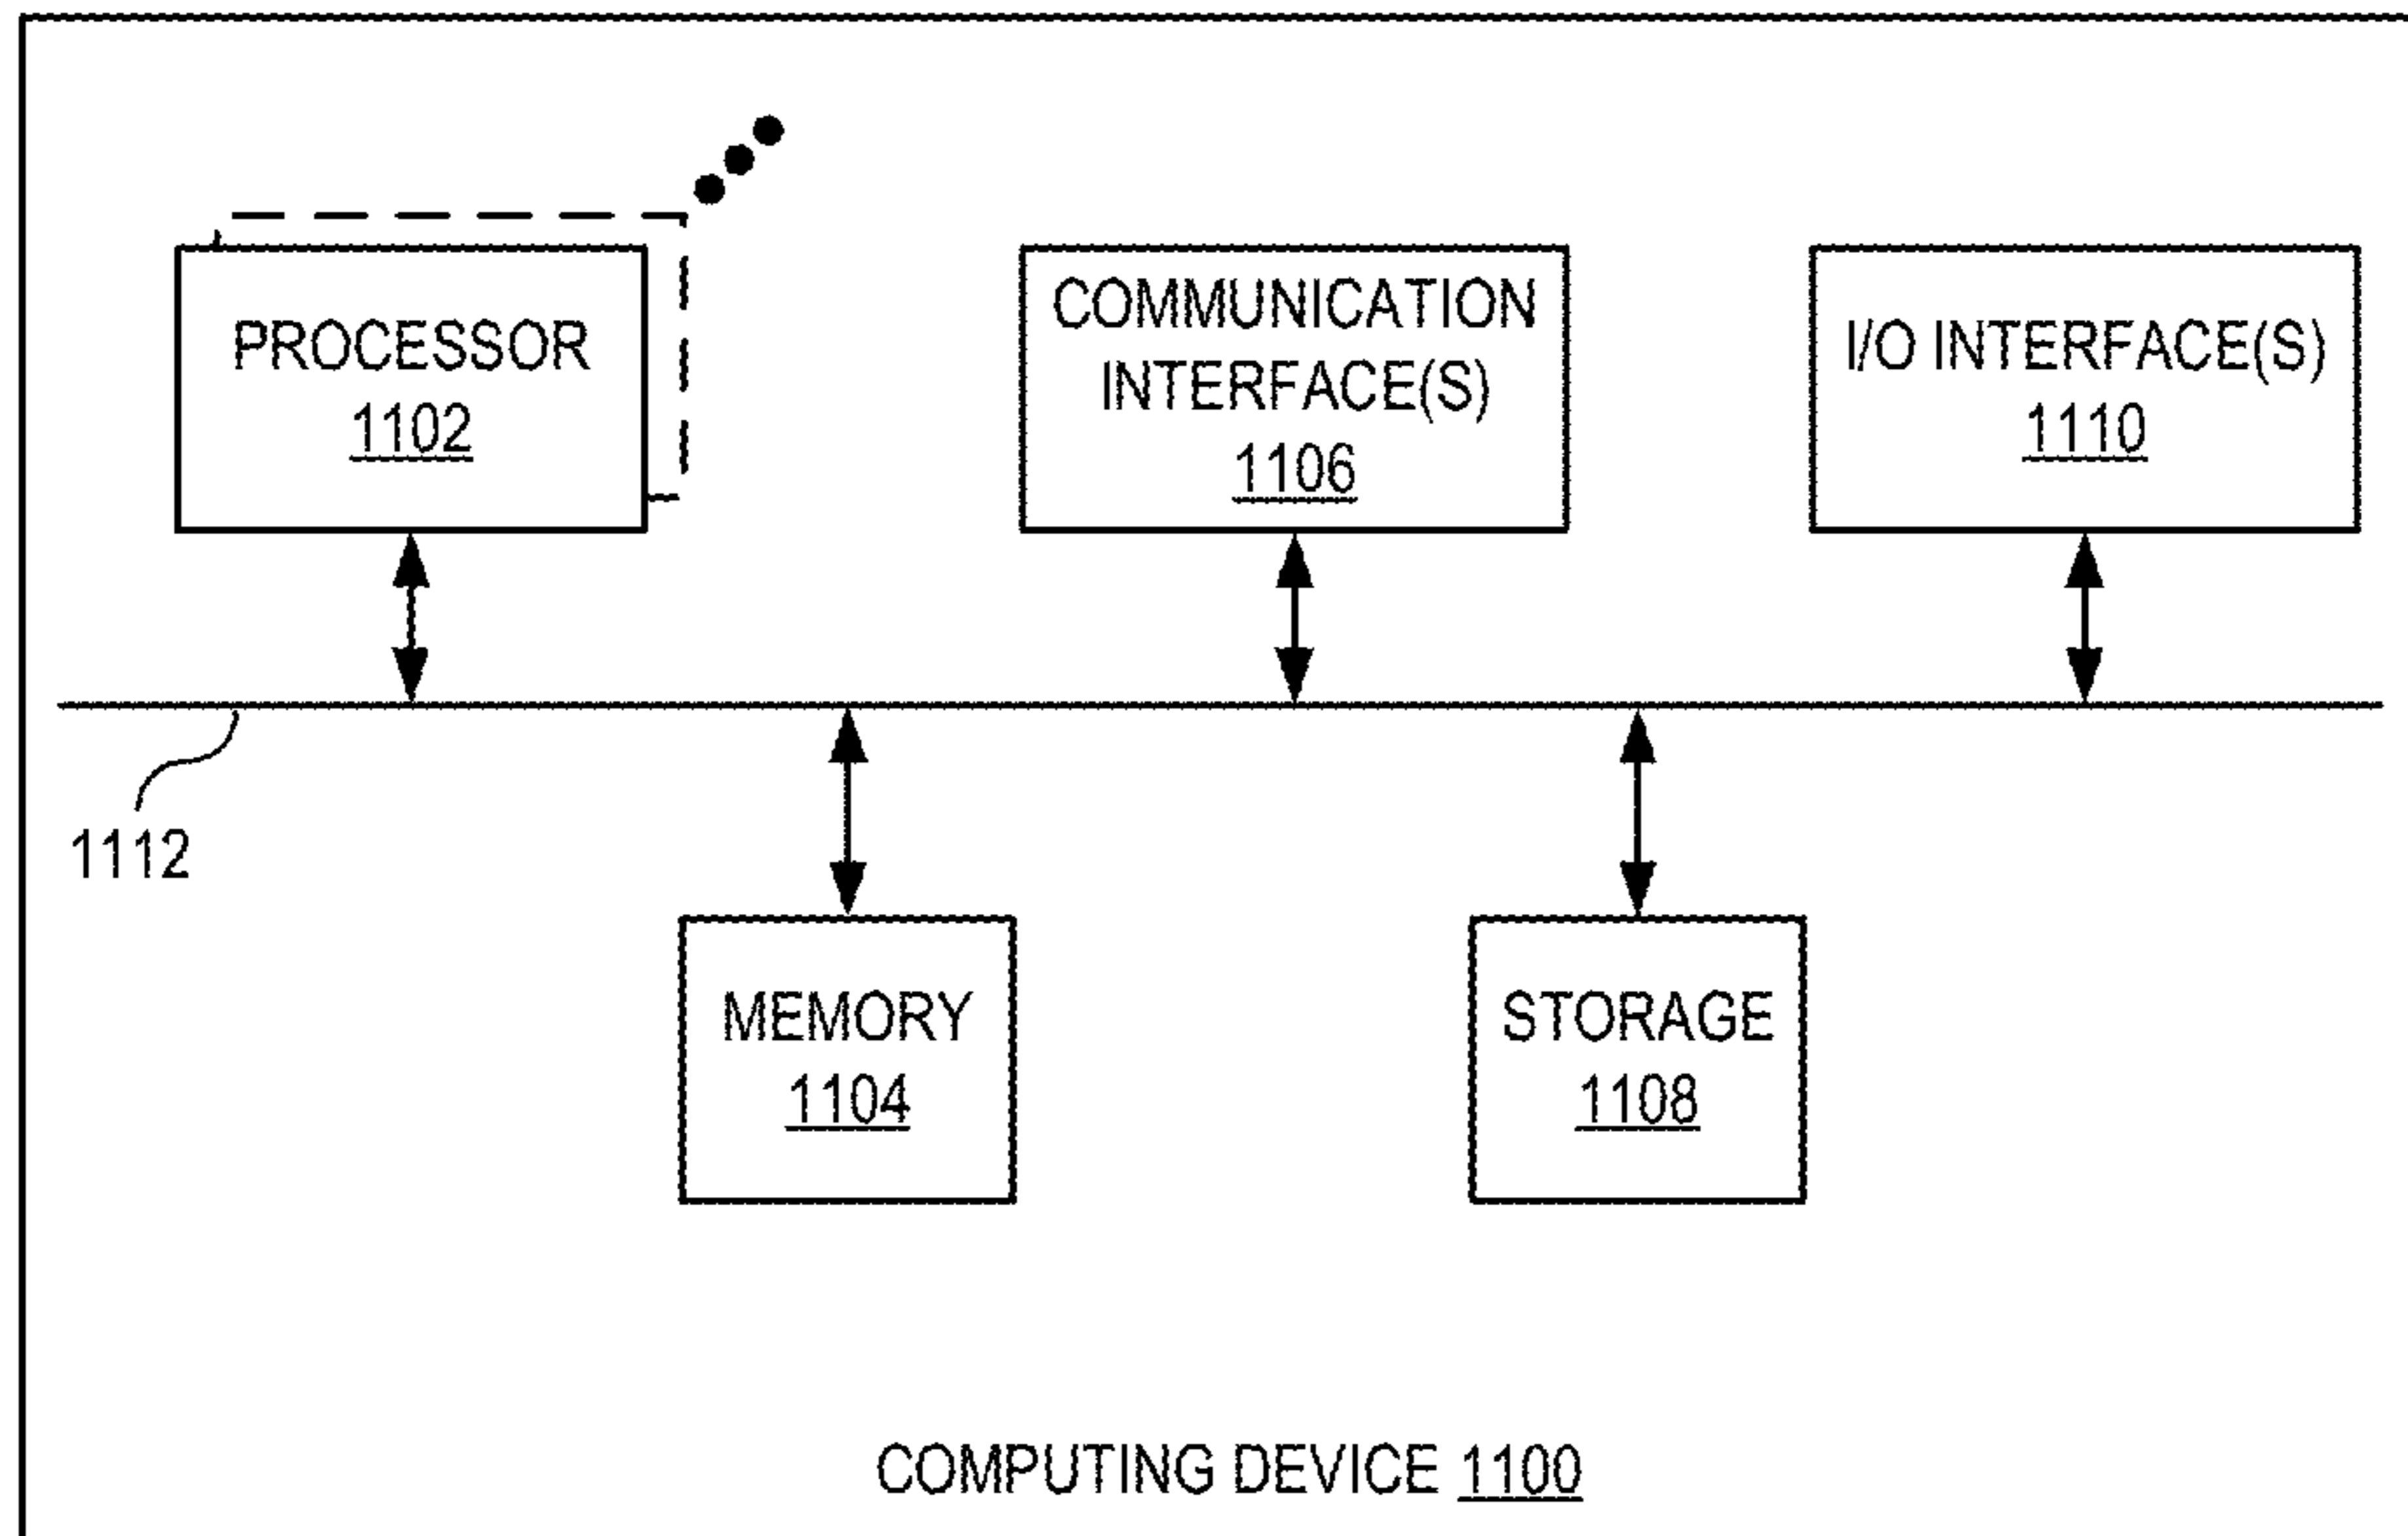 PROCESSOR
1102
COMMUNICATION
INTERFACE(S)
1106
I/O INTERFACE(S)
1110
1112
MEMORY
1104
STORAGE
1108
COMPUTING DEVICE 1100